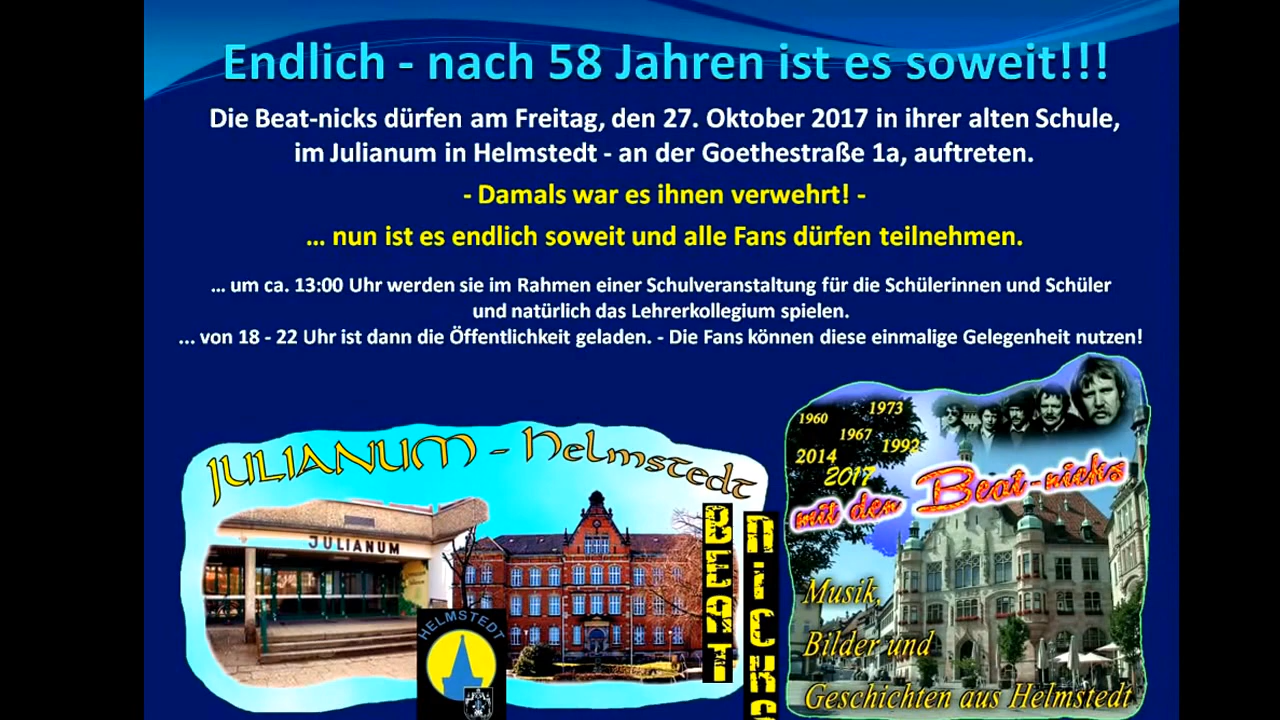 Endlich - nach 58 Jahren ist es soweit!!!
Die Beat-nicks dürfen am Freitag, den 27. Oktober 2017 in ihrer alten Schule,
im Julianum in Helmstedt - an der Goethestraße 1a, auftreten.
- Damals war es ihnen verwehrt! -
... nun ist es endlich soweit und alle Fans dürfen teilnehmen.
... um ca. 13:00 Uhr werden sie im Rahmen einer Schulveranstaltung für die Schülerinnen und Schüler
und natürlich das Lehrerkollegium spielen.
... von 18 - 22 Uhr ist dann die Öffentlichkeit geladen. - Die Fans können diese einmalige Gelegenheit nutzen!
JULIANUM - Helmstedt
JULIANUM
HELMSTEDT
BEAT
NiCKS
1960
1973
1967
1992
2014
2017
mit den Beat-nicks
Musik,
Bilder und
Geschichten aus Helmstedt